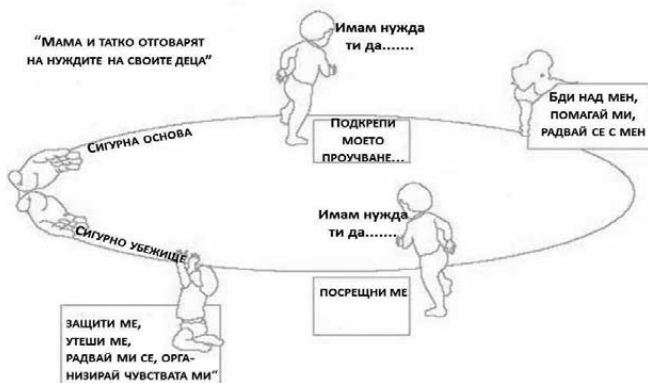 “Мама и татко отговарят
на нуждите на своите деца”
Имам нужда
ти да.......
Бди над мен,
помагай ми,
радвай се с мен
Сигурна основа
Подкрепи
моето
проучване...
Имам нужда
ти да.......
Сигурно убежище
посрещни ме
защити ме,
утеши ме,
радвай ми се, орга-
низирай чувствата ми“